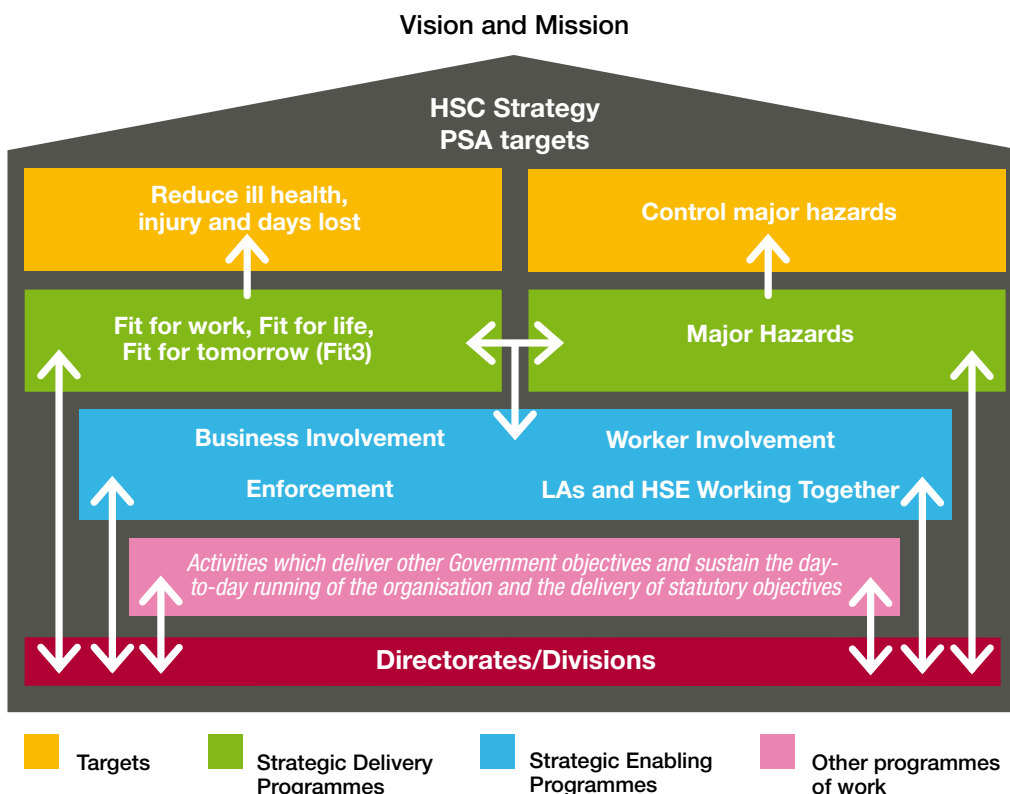 Vision and Mission
HSC Strategy
PSA targets
Reduce ill health,
injury and days lost
Control major hazards
Fit for work, Fit for life,
Fit for tomorrow (Fit3)
Major Hazards
Business Involvement
Worker Involvement
Enforcement
LAs and HSE Working Together
Activities which deliver other Government objectives and sustain the day-
to-day running of the organisation and the delivery of statutory objectives
Directorates/Divisions
Targets
Strategic Delivery
Programmes
Strategic Enabling
Programmes
Other programmes
of work